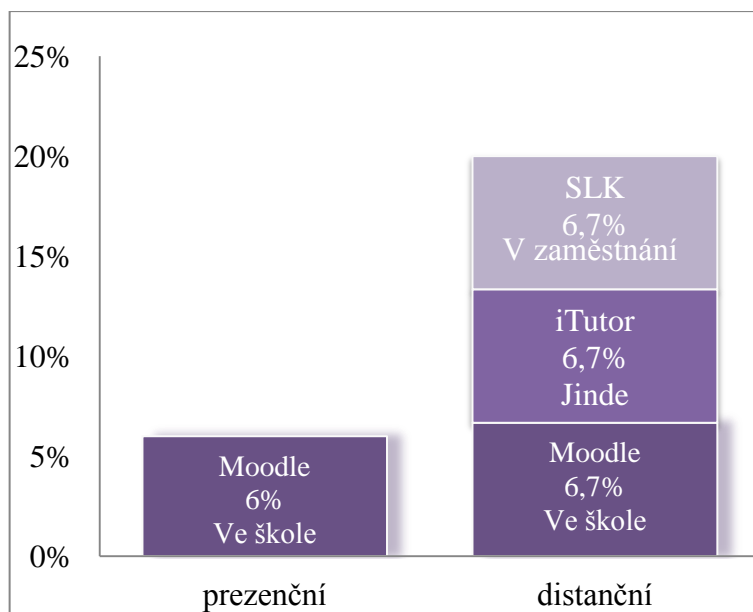 25%
20%
15%
10%
5%
0%
SLK
6,7%
V zaměstnání
iTutor
6,7%
Jinde
Moodle
6%
Ve škole
Moodle
6,7%
Ve škole
prezenční
distanční